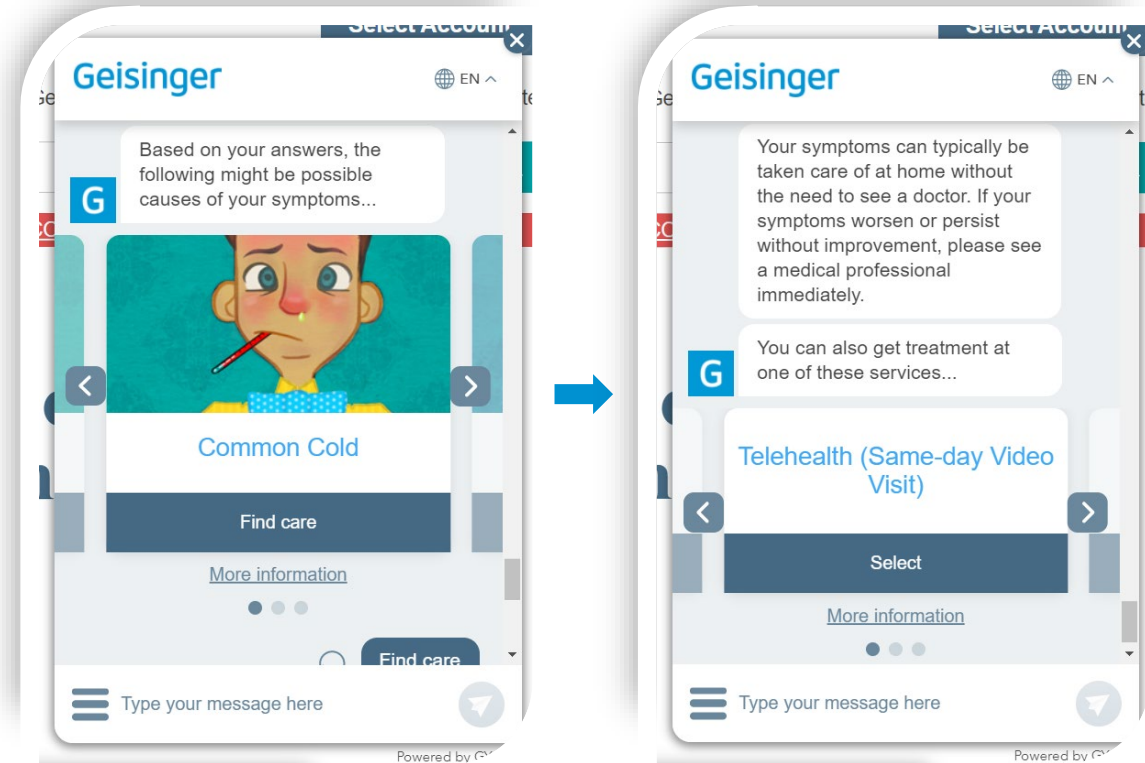 Select Account
Geisinger
EN
Based on your answers, the
following might be possible
causes of your symptoms...
G
Common Cold
Find care
More information
Find care
Type your message here
Powered by
Select Account
Geisinger
EN
Your symptoms can typically be
taken care of at home without
the need to see a doctor. If your
symptoms worsen or persist
without improvement, please see
a medical professional
immediately.
You can also get treatment at
one of these services...
G
Telehealth (Same-day Video
Visit)
Select
More information
Type your message here
Powered by